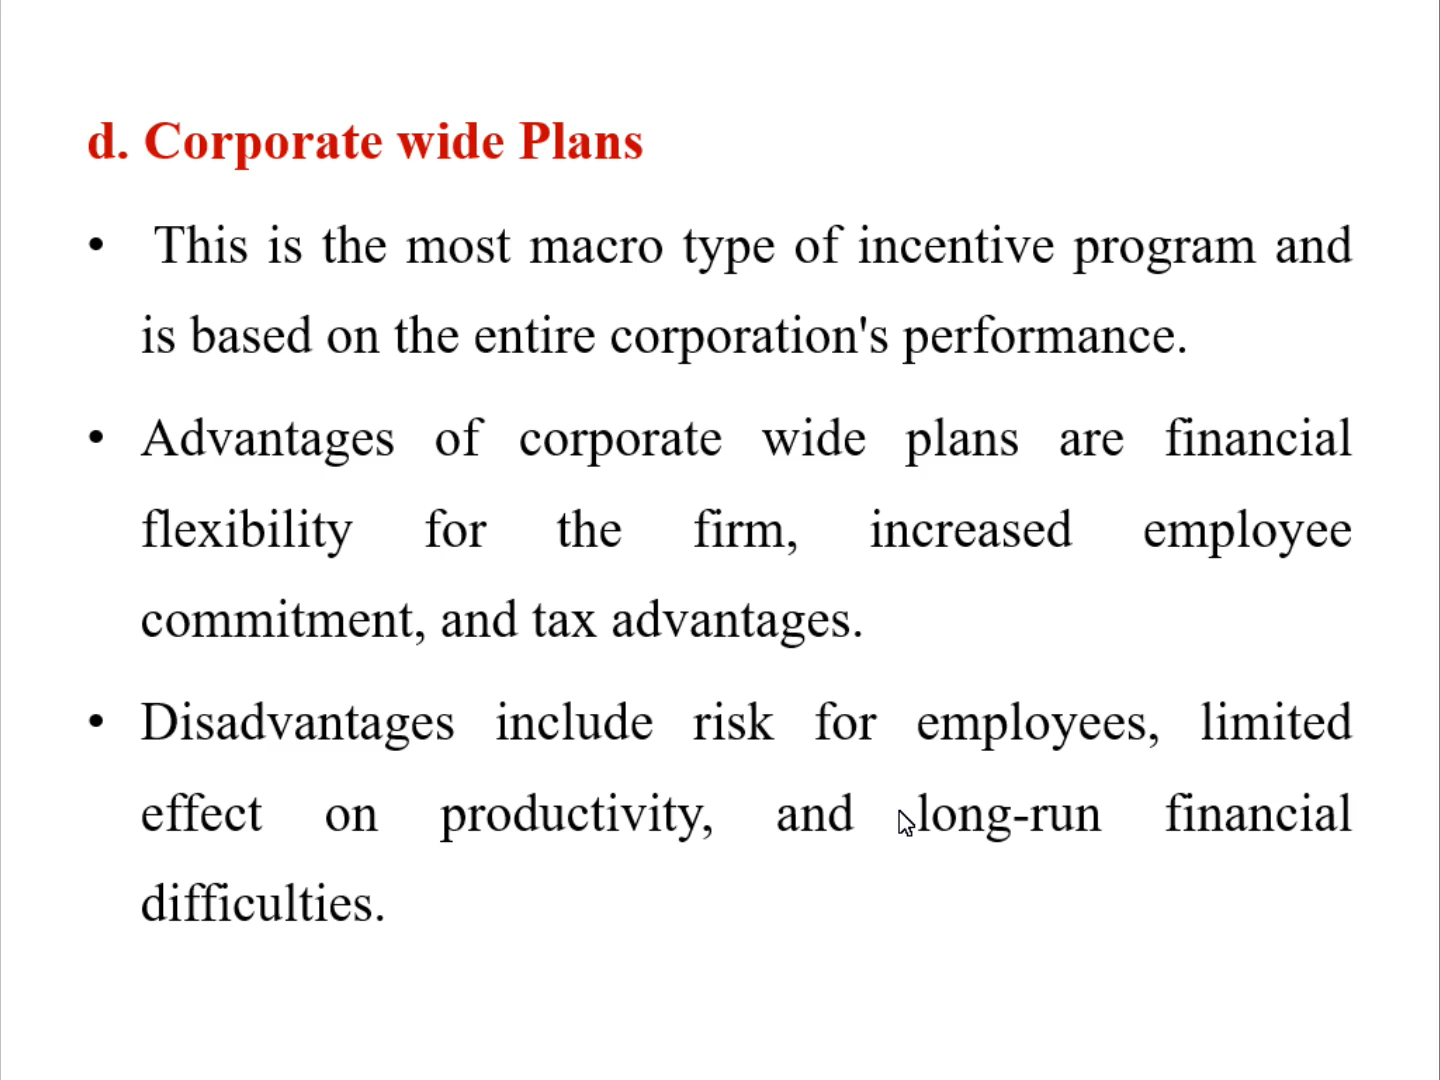 d. Corporate wide Plans
• This is the most macro type of incentive program and
is based on the entire corporation's performance.
• Advantages of corporate wide plans are financial
flexibility for the firm, increased employee
commitment, and tax advantages.
• Disadvantages include risk for employees, limited
effect on productivity, and long-run financial
difficulties.